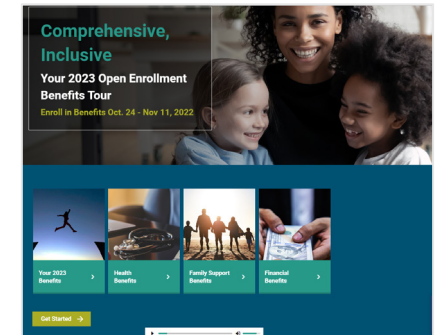 Comprehensive,
Inclusive
Your 2023 Open Enrollment
Benefits Tour
Enroll in Benefits Oct. 24 - Nov 11, 2022
Your 2023
Benefits
Health
Benefits
Family Support
Benefits
Financial
Benefits
Get Started